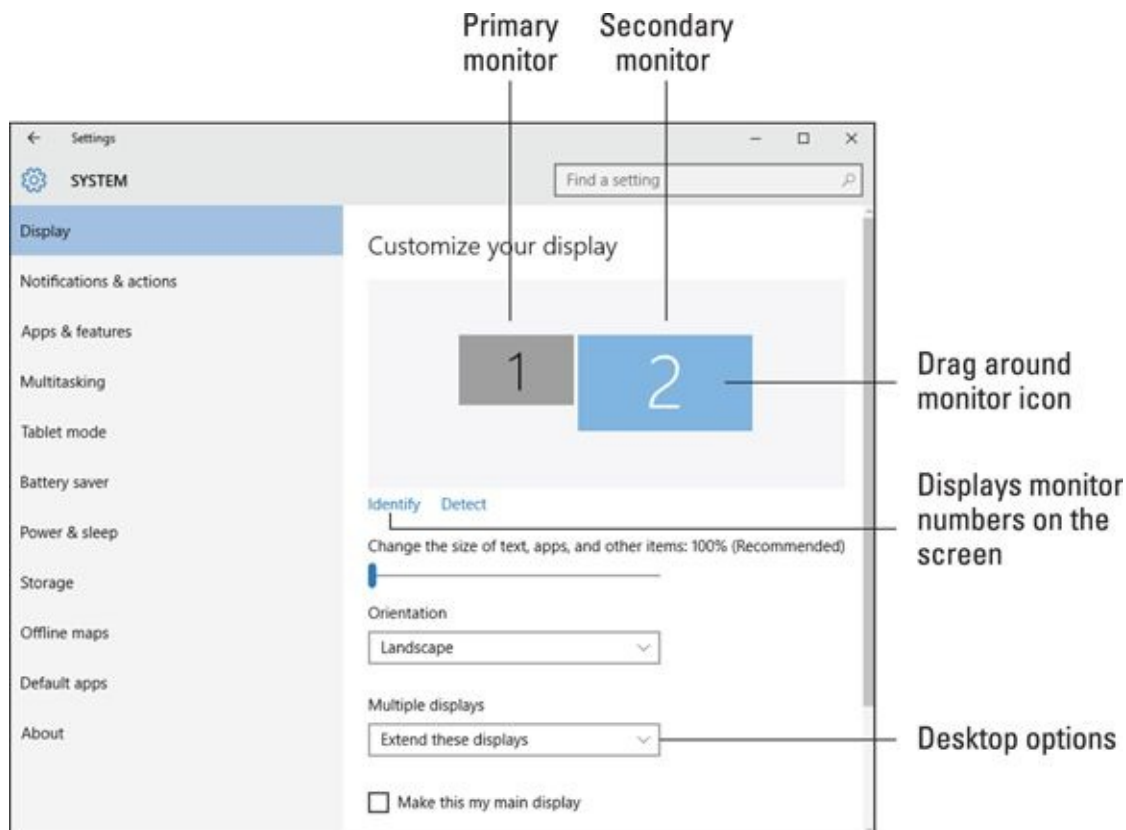 Primary monitor
Secondary monitor
← Settings
SYSTEM
Find a setting
Display
Notifications & actions
Apps & features
Multitasking
Tablet mode
Battery saver
Power & sleep
Storage
Offline maps
Default apps
About
Customize your display
1
2
Drag around
monitor icon
Identify Detect
Displays monitor
numbers on the
screen
Change the size of text, apps, and other items: 100% (Recommended)
Orientation
Landscape
Multiple displays
Extend these displays
Desktop options
Make this my main display